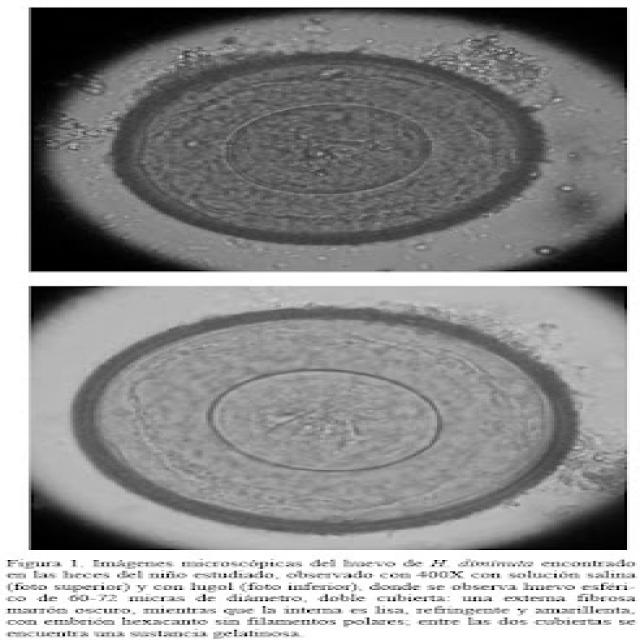 Figura 1. Imágenes microscópicas del huevo de H. diminuta encontrado
en las heces del niño estudiado, observado con 400X con solución salina
(foto superior) y con lugol (foto inferior), donde se observa huevo esféri-
co de 60-72 micras de diámetro, doble cubierta: una externa fibrosa
marrón oscuro, mientras que la interna es lisa, refringente y amarillenta,
con embrión hexacanto sin filamentos polares; entre las dos cubiertas se
encuentra una sustancia gelatinosa.